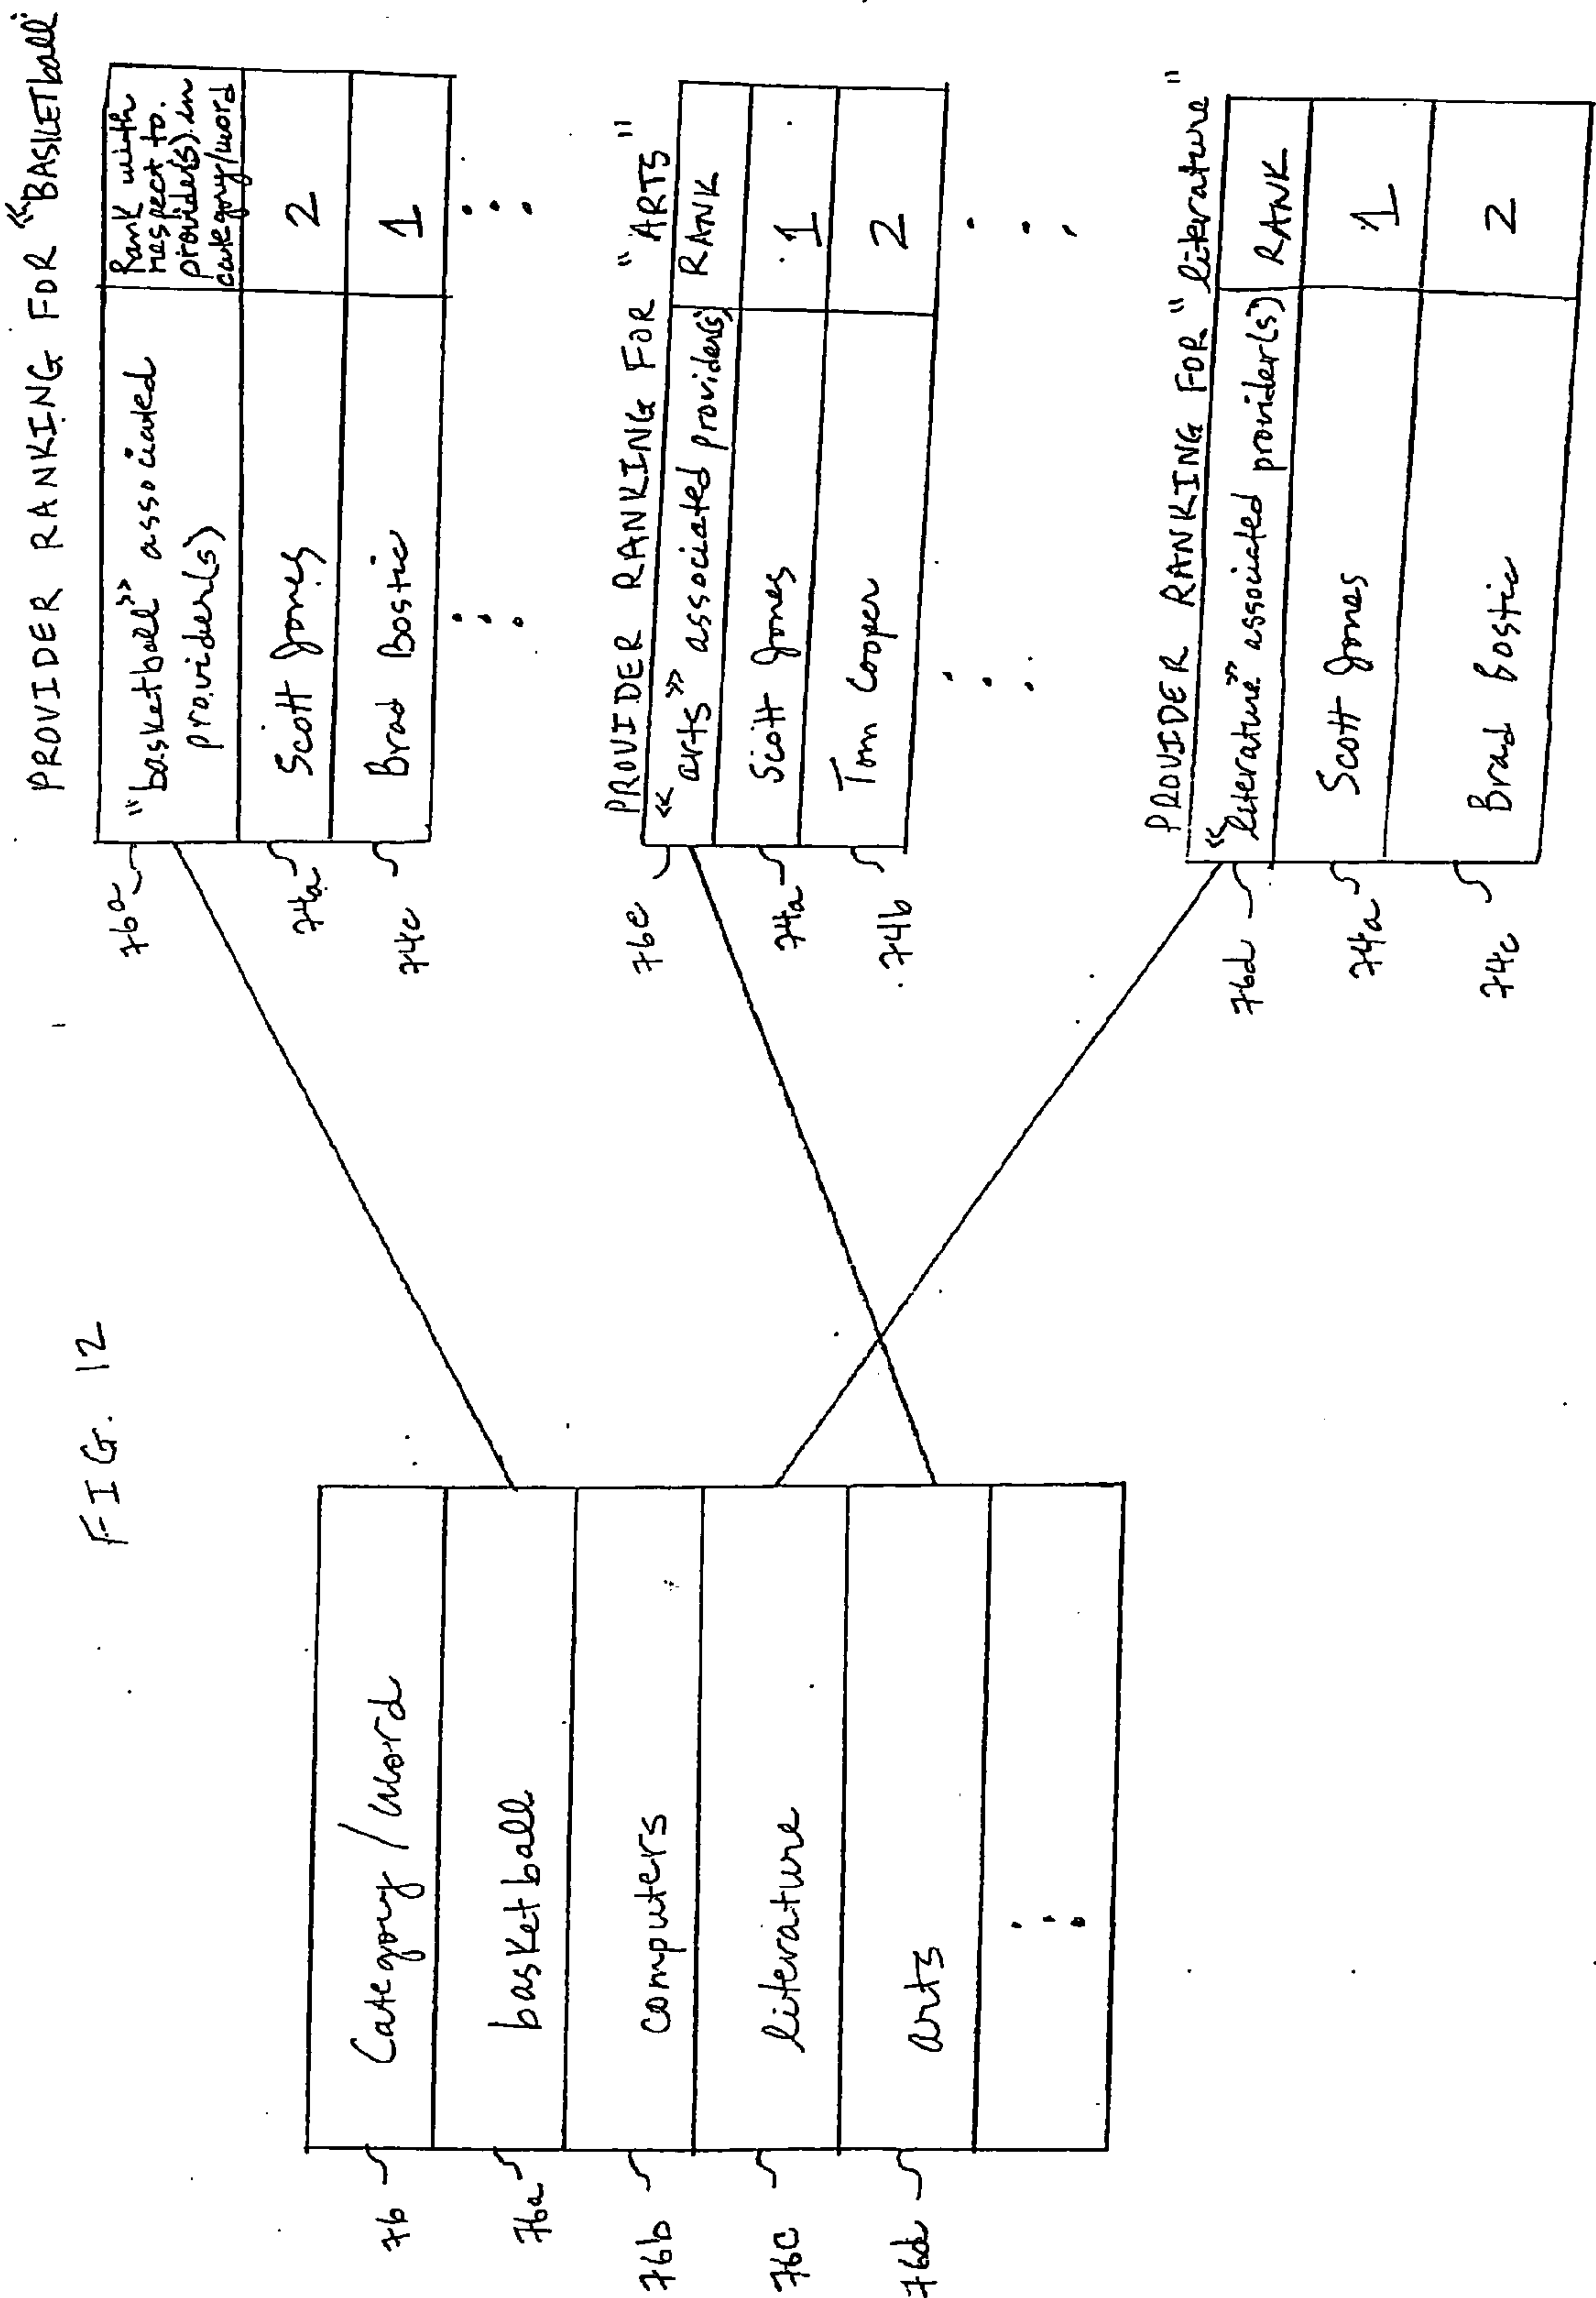 FIG. 12
76 Category/word
76a basketball
76b computers
76c literature
76d arts
PROVIDER RANKING FOR "BASKETball"
76a "basketball" associated
provider(s)
Rank with
respect to
provider(s) in
category/word
74a Scott Jones 2
74c Brad Bostic 1
PROVIDER RANKING FOR "ARTS"
76c "arts" associated provider(s) RANK
74a Scott Jones 1
74b Tom Cooper 2
PROVIDER RANKING FOR "literature"
76d "literature" associated provider(s) RANK
74a Scott Jones 1
74c Brad Bostic 2